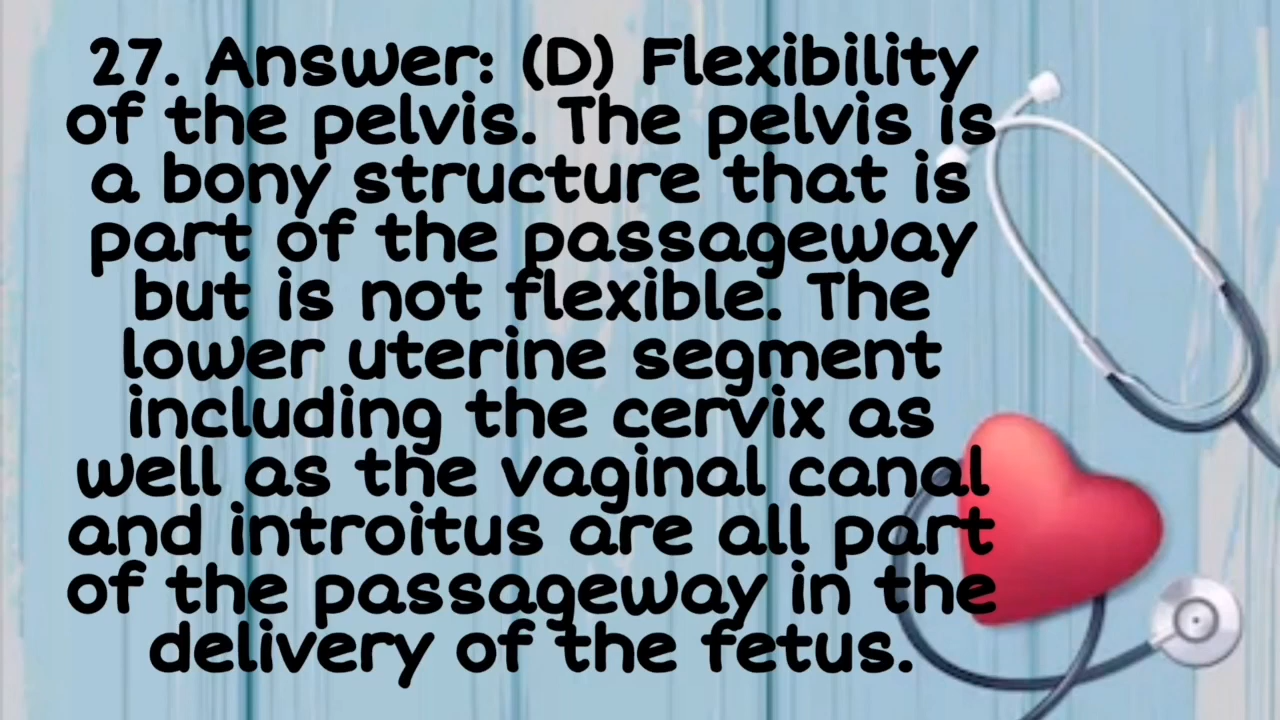 27. Answer: (D) Flexibility
of the pelvis. The pelvis is
a bony structure that is
part of the passageway
but is not flexible. The
lower uterine segment
including the cervix as
well as the vaginal canal
and introitus are all part
of the passageway in the
delivery of the fetus.